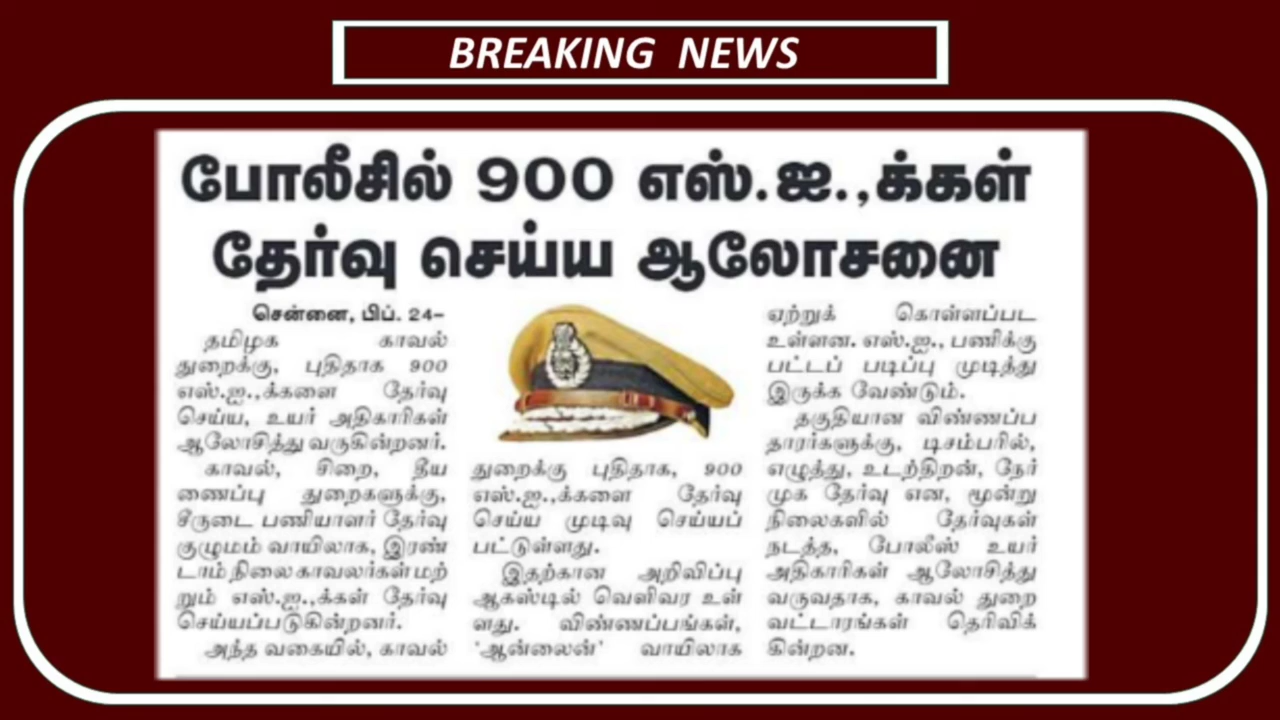 BREAKING NEWS
போலீசில் 900 எஸ்.ஐ.,க்கள்
தேர்வு செய்ய ஆலோசனை
சென்னை, பிப். 24–
தமிழக காவல்
துறைக்கு, புதிதாக 900
எஸ்.ஐ.,க்களை தேர்வு
செய்ய, உயர் அதிகாரிகள்
ஆலோசித்து வருகின்றனர்.
காவல், சிறை, தீய
ணைப்பு துறைகளுக்கு,
சீருடை பணியாளர் தேர்வு
குழுமம் வாயிலாக, இரண்
டாம் நிலை காவலர்கள் மற்
றும் எஸ்.ஐ.,க்கள் தேர்வு
செய்யப்படுகின்றனர்.
அந்த வகையில், காவல்
துறைக்கு புதிதாக, 900
எஸ்.ஐ.,க்களை தேர்வு
செய்ய முடிவு செய்யப்
பட்டுள்ளது.
இதற்கான அறிவிப்பு
ஆகஸ்டில் வெளிவர உள்
ளது. விண்ணப்பங்கள்,
'ஆன்லைன்' வாயிலாக
ஏற்றுக் கொள்ளப்பட
உள்ளன. எஸ்.ஐ., பணிக்கு
பட்டப் படிப்பு முடித்து
இருக்க வேண்டும்.
தகுதியான விண்ணப்ப
தாரர்களுக்கு, டிசம்பரில்,
எழுத்து, உடற்திறன், நேர்
முக தேர்வு என, மூன்று
நிலைகளில் தேர்வுகள்
நடத்த, போலீஸ் உயர்
அதிகாரிகள் ஆலோசித்து
வருவதாக, காவல் துறை
வட்டாரங்கள் தெரிவிக்
கின்றன.